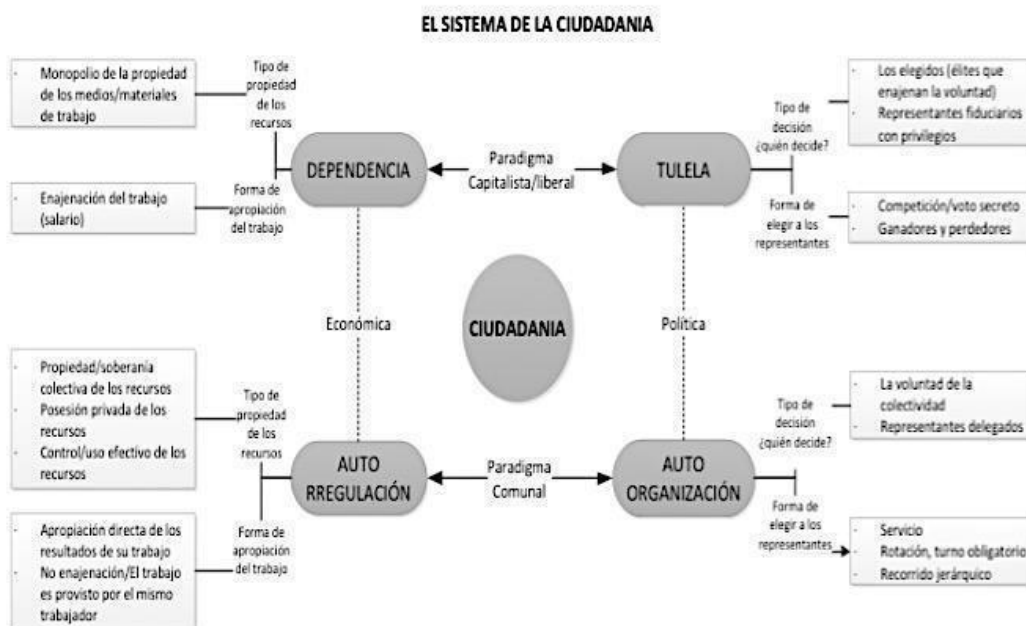 EL SISTEMA DE LA CIUDADANIA
- Monopolio de la propiedad
de los medios/materiales
de trabajo
Tipo de
propiedad
de los
recursos
- Enajenación del trabajo
(salario)
Forma de
apropiación
del trabajo
DEPENDENCIA
Paradigma
Capitalista/liberal
TULELA
Tipo de
decisión
¿quién decide?
- Los elegidos (élites que
enajenan la voluntad)
- Representantes fiduciarios
con privilegios
Forma de
elegir a los
representantes
- Competición/voto secreto
- Ganadores y perdedores
Económica
CIUDADANIA
Política
- Propiedad/soberanía
colectiva de los recursos
- Posesión privada de los
recursos
- Control/uso efectivo de los
recursos
Tipo de
propiedad
de los
recursos
- Apropiación directa de los
resultados de su trabajo
- No enajenación/El trabajo
es provisto por el mismo
trabajador
Forma de
apropiación
del trabajo
AUTO
RREGULACIÓN
Paradigma
Comunal
AUTO
ORGANIZACIÓN
Tipo de
decisión
¿quién decide?
- La voluntad de la
colectividad
- Representantes delegados
Forma de
elegir a los
representantes
- Servicio
- Rotación, turno obligatorio
- Recorrido jerárquico